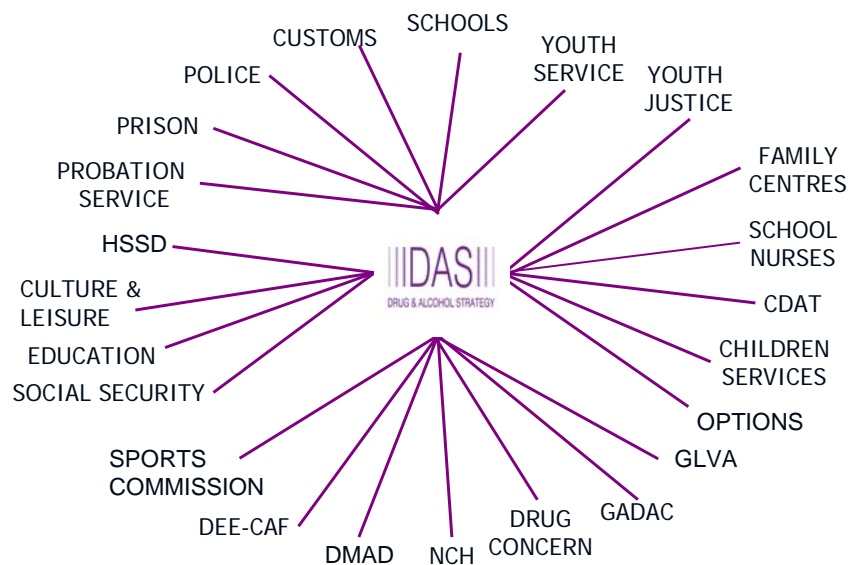 SCHOOLS
CUSTOMS
YOUTH
SERVICE
POLICE
YOUTH
JUSTICE
PRISON
FAMILY
CENTRES
PROBATION
SERVICE
SCHOOL
NURSES
HSSD
DAS
DRUG & ALCOHOL STRATEGY
CULTURE &
LEISURE
CDAT
EDUCATION
CHILDREN
SERVICES
SOCIAL SECURITY
OPTIONS
SPORTS
COMMISSION
GLVA
DEE-CAF
DMAD
NCH
DRUG
CONCERN
GADAC